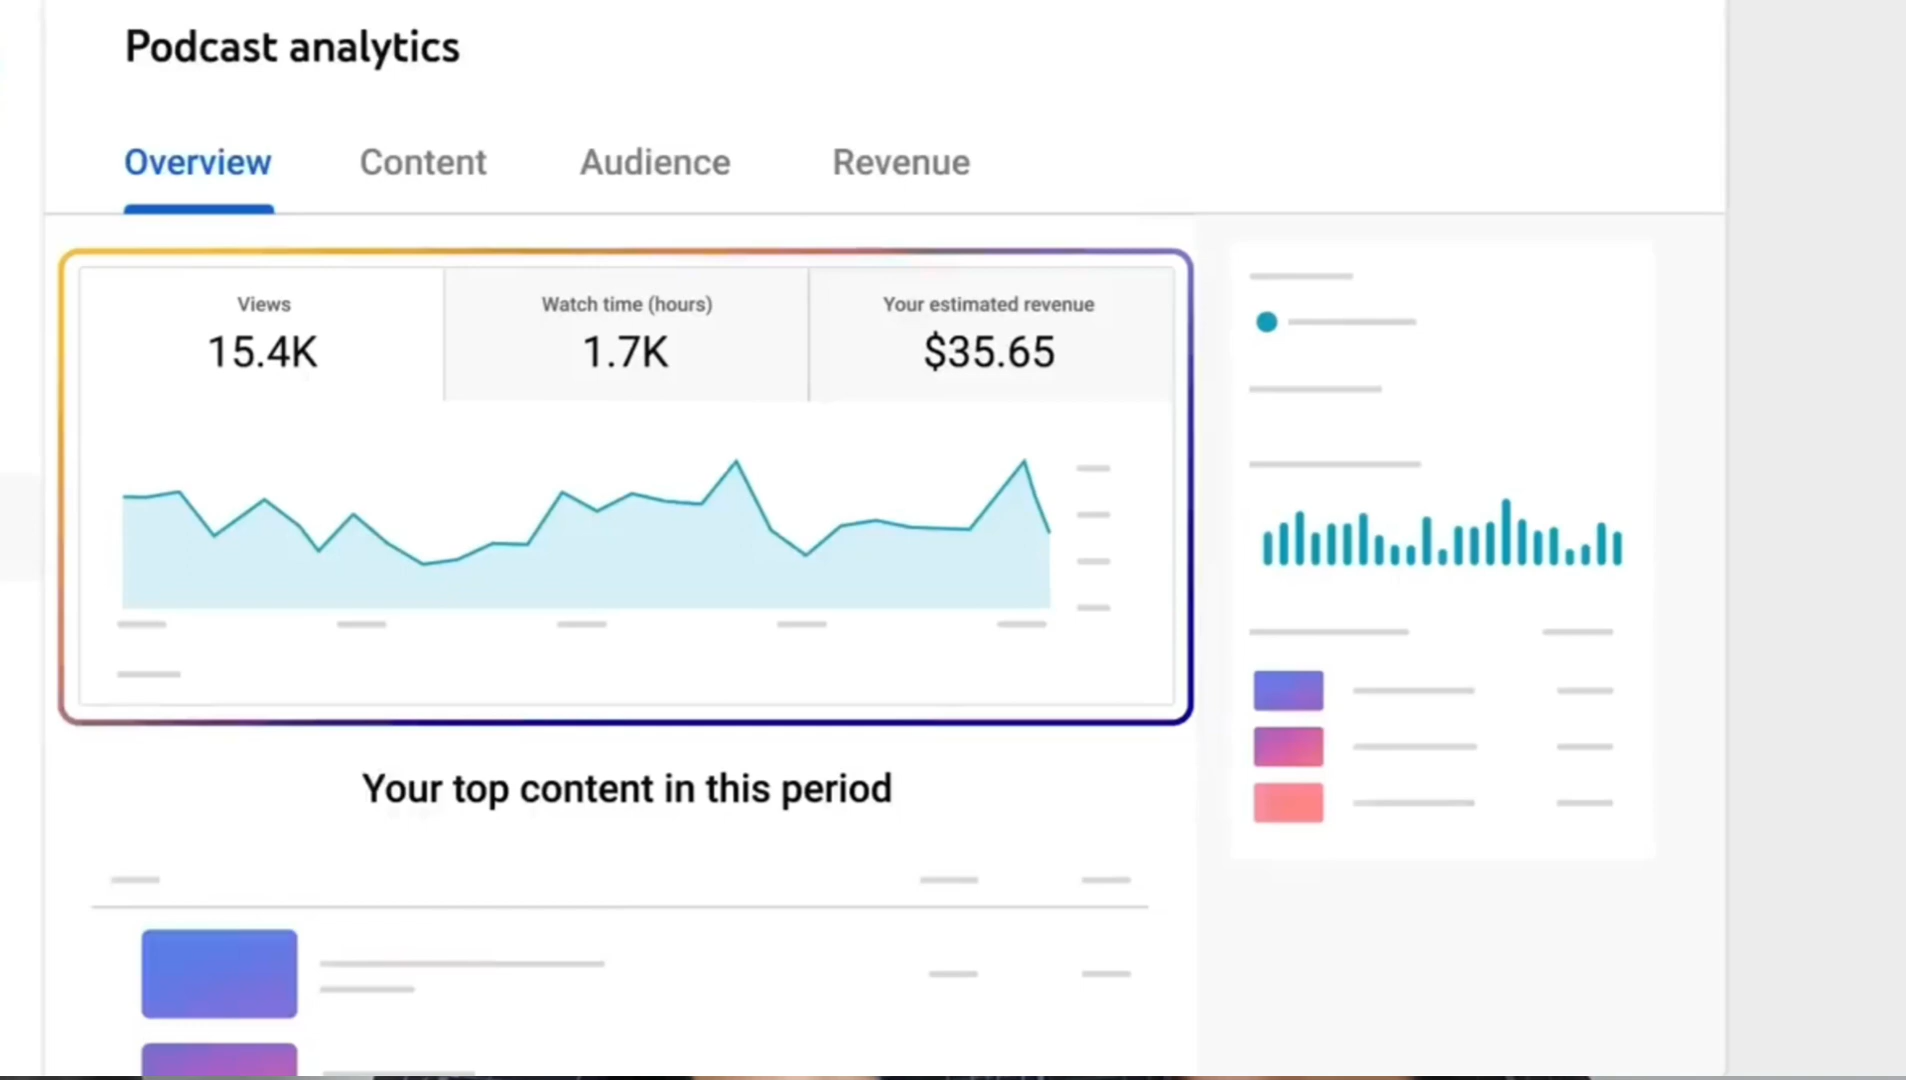 Podcast analytics
Overview Content Audience Revenue
Views Watch time (hours) Your estimated revenue
15.4K 1.7K $35.65
Your top content in this period